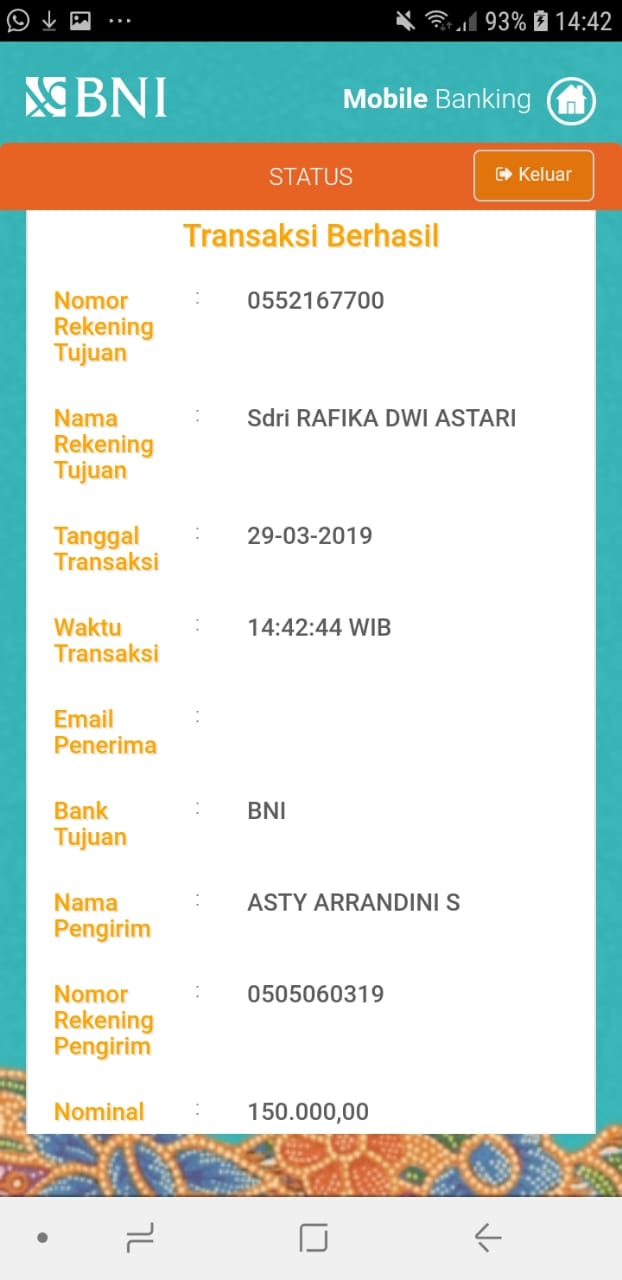 93% 14:42
BNI Mobile Banking
STATUS Keluar
Transaksi Berhasil
Nomor Rekening Tujuan : 0552167700
Nama Rekening Tujuan : Sdri RAFIKA DWI ASTARI
Tanggal Transaksi : 29-03-2019
Waktu Transaksi : 14:42:44 WIB
Email Penerima :
Bank Tujuan : BNI
Nama Pengirim : ASTY ARRANDINI S
Nomor Rekening Pengirim : 0505060319
Nominal : 150.000,00